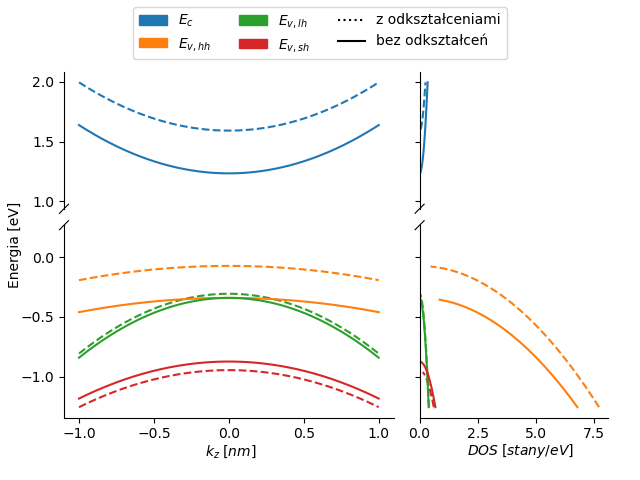 E_c
E_{v, hh}
E_{v, lh}
E_{v, sh}
z odkształceniami
bez odkształceń
2.0
1.5
1.0
Energia [eV]
0.0
−0.5
−1.0
−1.0 −0.5 0.0 0.5 1.0
k_z [nm]
0.0 2.5 5.0 7.5
DOS [stany/eV]